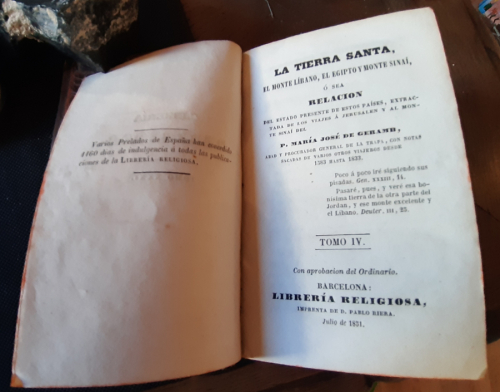 Varios Prelados de España han concedido
2400 dias de indulgencia á todas las publica-
ciones de la LIBRERÍA RELIGIOSA.
LA TIERRA SANTA,
EL MONTE LÍBANO, EL EGIPTO Y MONTE SINAÍ,
Ó SEA
RELACION
DEL ESTADO PRESENTE DE ESTOS PAÍSES, EXTRAC-
TADA DE LOS VIAJES Á JERUSALEN Y AL MON-
TE SINAÍ DEL
P. MARÍA JOSÉ DE GERAMB,
ABAD Y PROCURADOR GENERAL DE LA TRAPA, CON NOTAS
SACADAS DE VARIOS OTROS VIAJEROS DESDE
HASTA 1833.
Poco á poco iré siguiendo sus
pisadas. Gen. XXXIII, 14.
Pasaré, pues, y veré esa bo-
nísima tierra de la otra parte del
Jordan, y ese monte excelente y
el Líbano. Deuter. III, 25.
TOMO IV.
Con aprobacion del Ordinario.
BARCELONA:
LIBRERÍA RELIGIOSA,
IMPRENTA DE D. PABLO RIERA.
Julio de 1851.